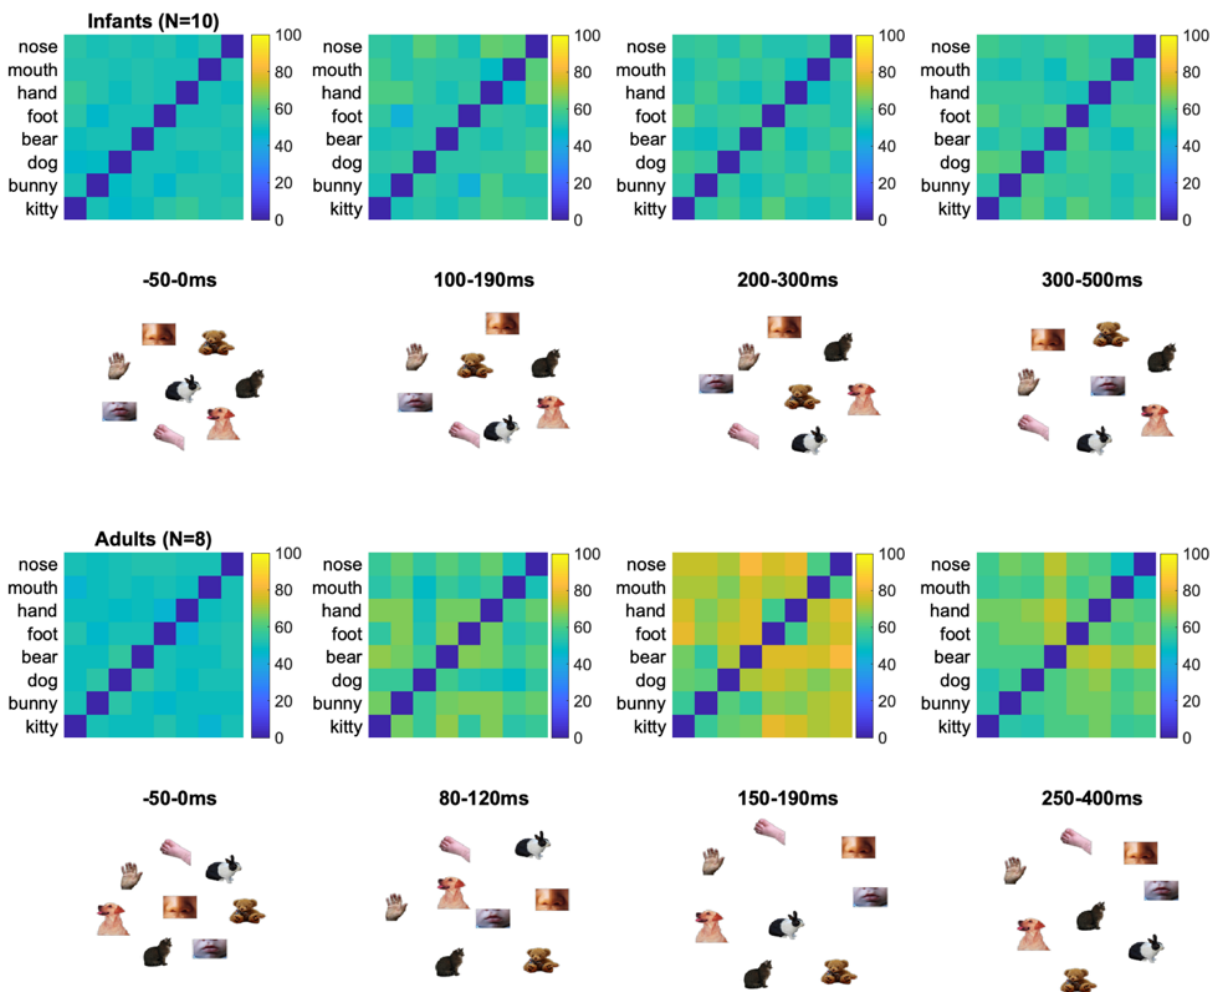 Infants (N=10)
nose
mouth
hand
foot
bear
dog
bunny
kitty
100
80
60
40
20
0
nose
mouth
hand
foot
bear
dog
bunny
kitty
100
80
60
40
20
0
nose
mouth
hand
foot
bear
dog
bunny
kitty
100
80
60
40
20
0
nose
mouth
hand
foot
bear
dog
bunny
kitty
100
80
60
40
20
0
-50-0ms
100-190ms
200-300ms
300-500ms
Adults (N=8)
nose
mouth
hand
foot
bear
dog
bunny
kitty
100
80
60
40
20
0
nose
mouth
hand
foot
bear
dog
bunny
kitty
100
80
60
40
20
0
nose
mouth
hand
foot
bear
dog
bunny
kitty
100
80
60
40
20
0
nose
mouth
hand
foot
bear
dog
bunny
kitty
100
80
60
40
20
0
-50-0ms
80-120ms
150-190ms
250-400ms